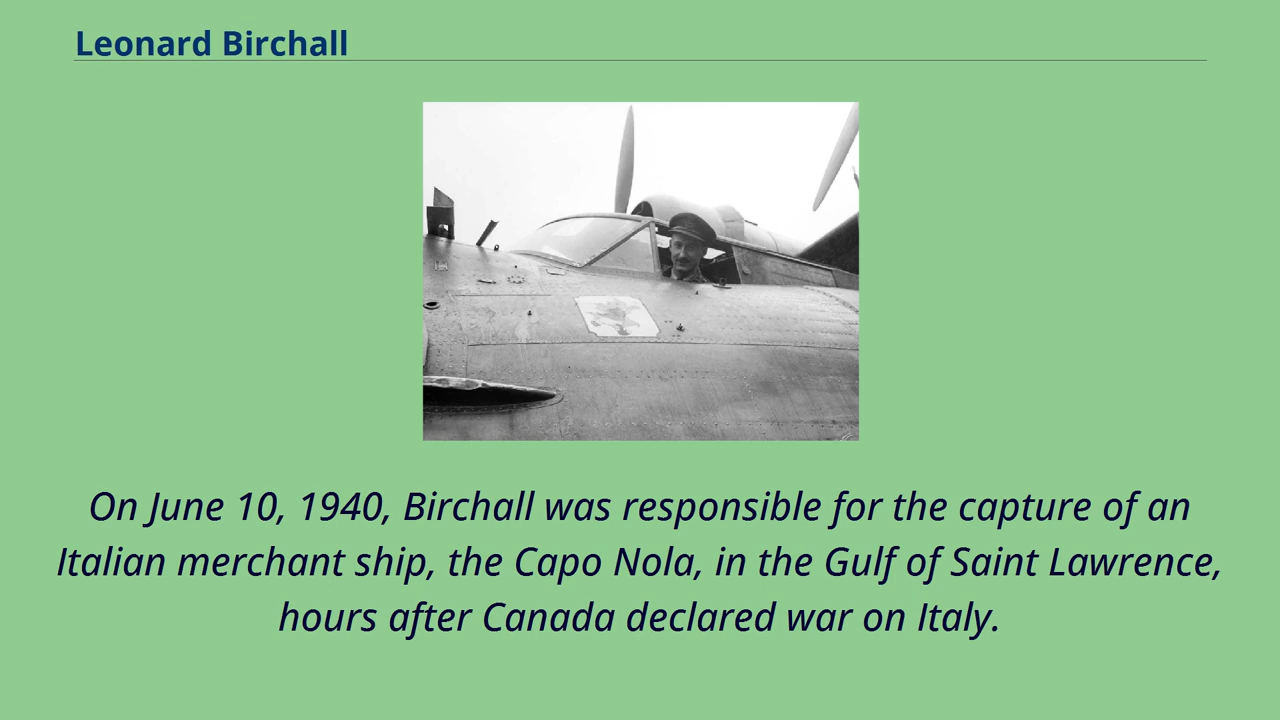 Leonard Birchall
On June 10, 1940, Birchall was responsible for the capture of an
Italian merchant ship, the Capo Nola, in the Gulf of Saint Lawrence,
hours after Canada declared war on Italy.